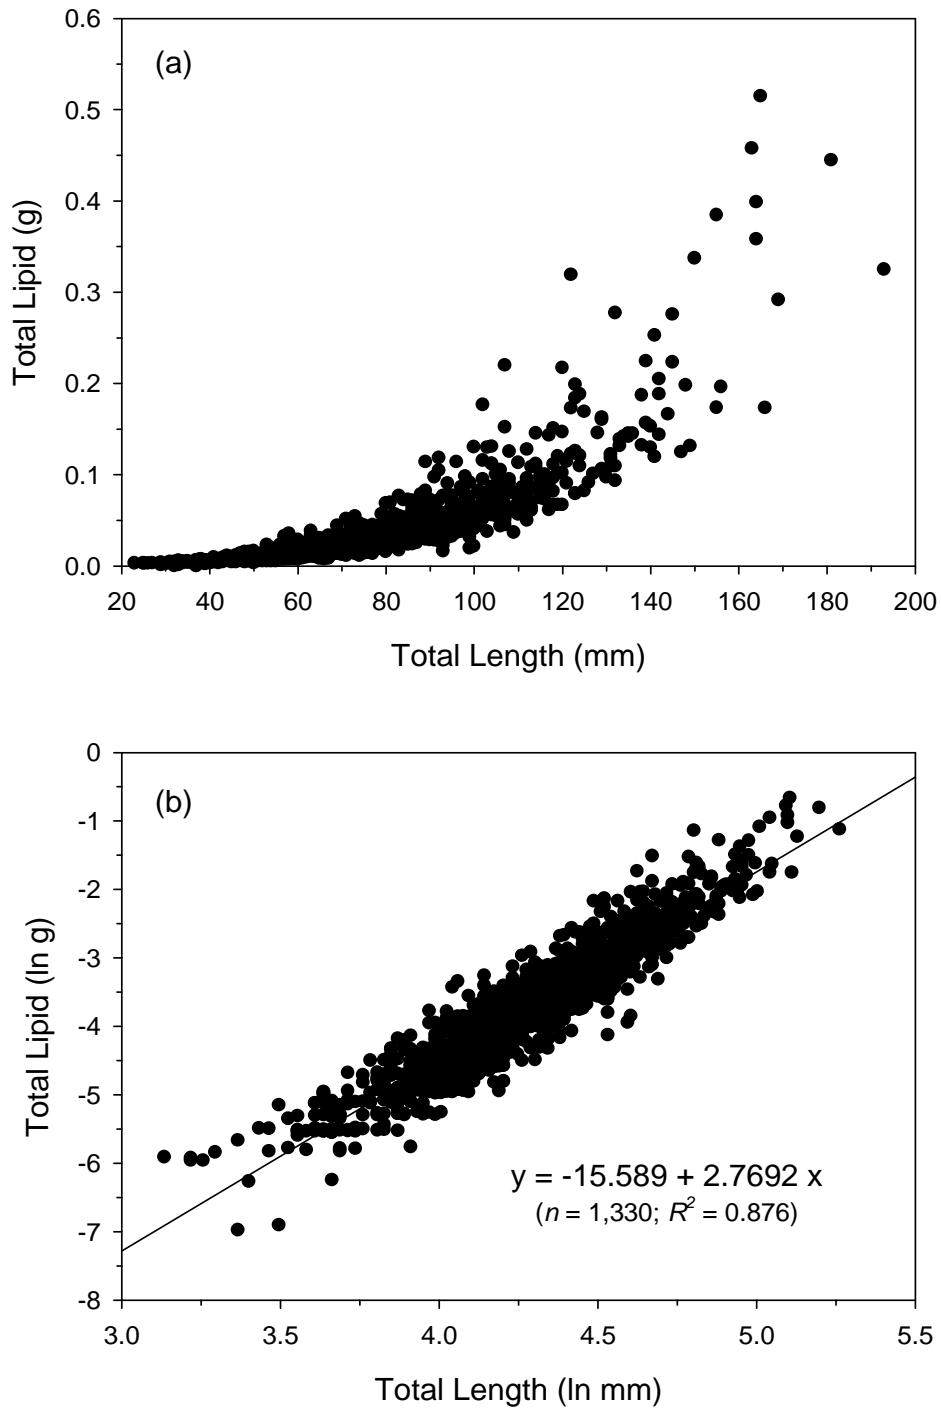 (a)
Total Lipid (g)
0.6
0.5
0.4
0.3
0.2
0.1
0.0
20 40 60 80 100 120 140 160 180 200
Total Length (mm)
(b)
Total Lipid (ln g)
0
-1
-2
-3
-4
-5
-6
-7
-8
y = -15.589 + 2.7692 x
(n = 1,330; R² = 0.876)
3.0 3.5 4.0 4.5 5.0 5.5
Total Length (ln mm)